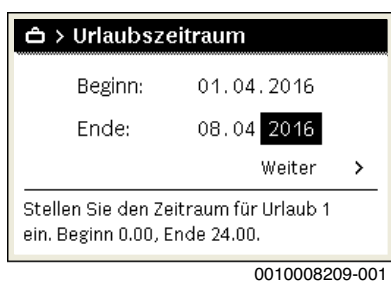 > Urlaubszeitraum
Beginn: 01.04.2016
Ende: 08.04 2016
Weiter >
Stellen Sie den Zeitraum für Urlaub 1
ein. Beginn 0.00, Ende 24.00.
0010008209-001